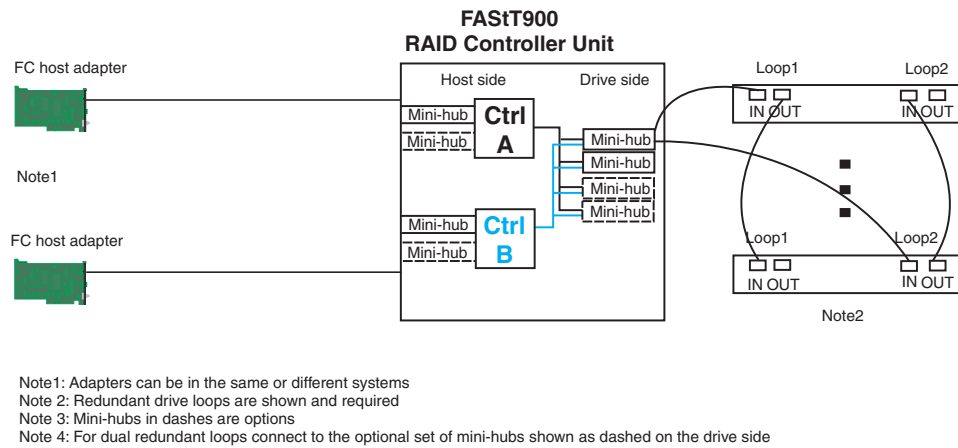 FAStT900
RAID Controller Unit
FC host adapter
Host side
Drive side
Loop1
Loop2
Mini-hub
Mini-hub
Ctrl
A
Mini-hub
Mini-hub
Mini-hub
Mini-hub
IN OUT
IN OUT
Note1
FC host adapter
Mini-hub
Mini-hub
Ctrl
B
Loop1
Loop2
IN OUT
IN OUT
Note2
Note1: Adapters can be in the same or different systems
Note 2: Redundant drive loops are shown and required
Note 3: Mini-hubs in dashes are options
Note 4: For dual redundant loops connect to the optional set of mini-hubs shown as dashed on the drive side